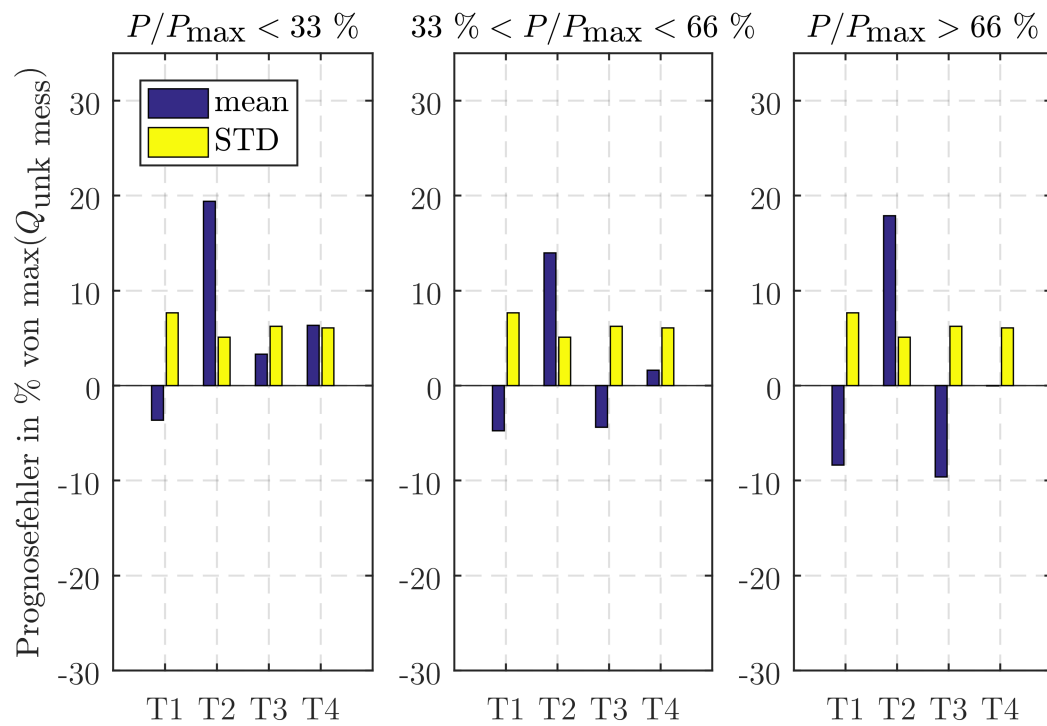 P/Pmax < 33 %
33 % < P/Pmax < 66 %
P/Pmax > 66 %
Prognosefehler in % von max(Qunk mess)
mean
STD
30
20
10
0
-10
-20
-30
T1 T2 T3 T4
30
20
10
0
-10
-20
-30
T1 T2 T3 T4
30
20
10
0
-10
-20
-30
T1 T2 T3 T4